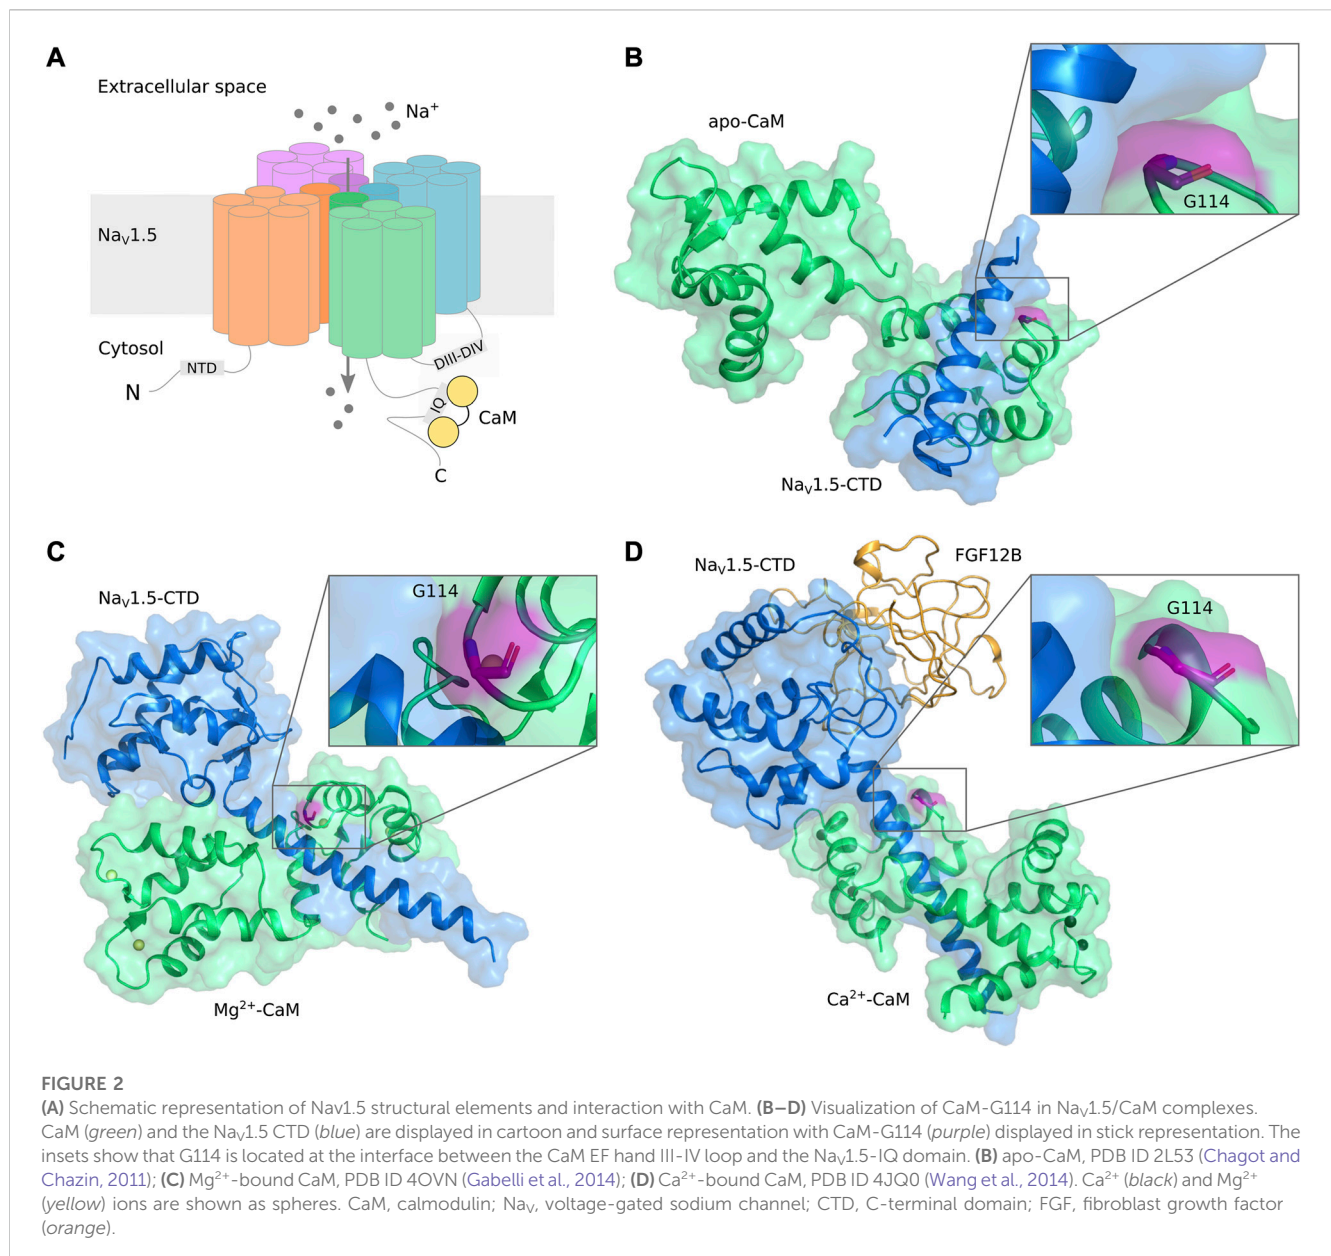 A
Extracellular space
Na⁺
NaV1.5
Cytosol
NTD
N
DIII-DIV
IQ
CaM
C
B
apo-CaM
G114
NaV1.5-CTD
C
NaV1.5-CTD
G114
Mg²⁺-CaM
D
NaV1.5-CTD
FGF12B
G114
Ca²⁺-CaM
FIGURE 2
(A) Schematic representation of Nav1.5 structural elements and interaction with CaM. (B–D) Visualization of CaM-G114 in NaV1.5/CaM complexes.
CaM (green) and the NaV1.5 CTD (blue) are displayed in cartoon and surface representation with CaM-G114 (purple) displayed in stick representation. The
insets show that G114 is located at the interface between the CaM EF hand III-IV loop and the NaV1.5-IQ domain. (B) apo-CaM, PDB ID 2L53 (Chagot and
Chazin, 2011); (C) Mg²⁺-bound CaM, PDB ID 4OVN (Gabelli et al., 2014); (D) Ca²⁺-bound CaM, PDB ID 4JQ0 (Wang et al., 2014). Ca²⁺ (black) and Mg²⁺
(yellow) ions are shown as spheres. CaM, calmodulin; NaV, voltage-gated sodium channel; CTD, C-terminal domain; FGF, fibroblast growth factor
(orange).